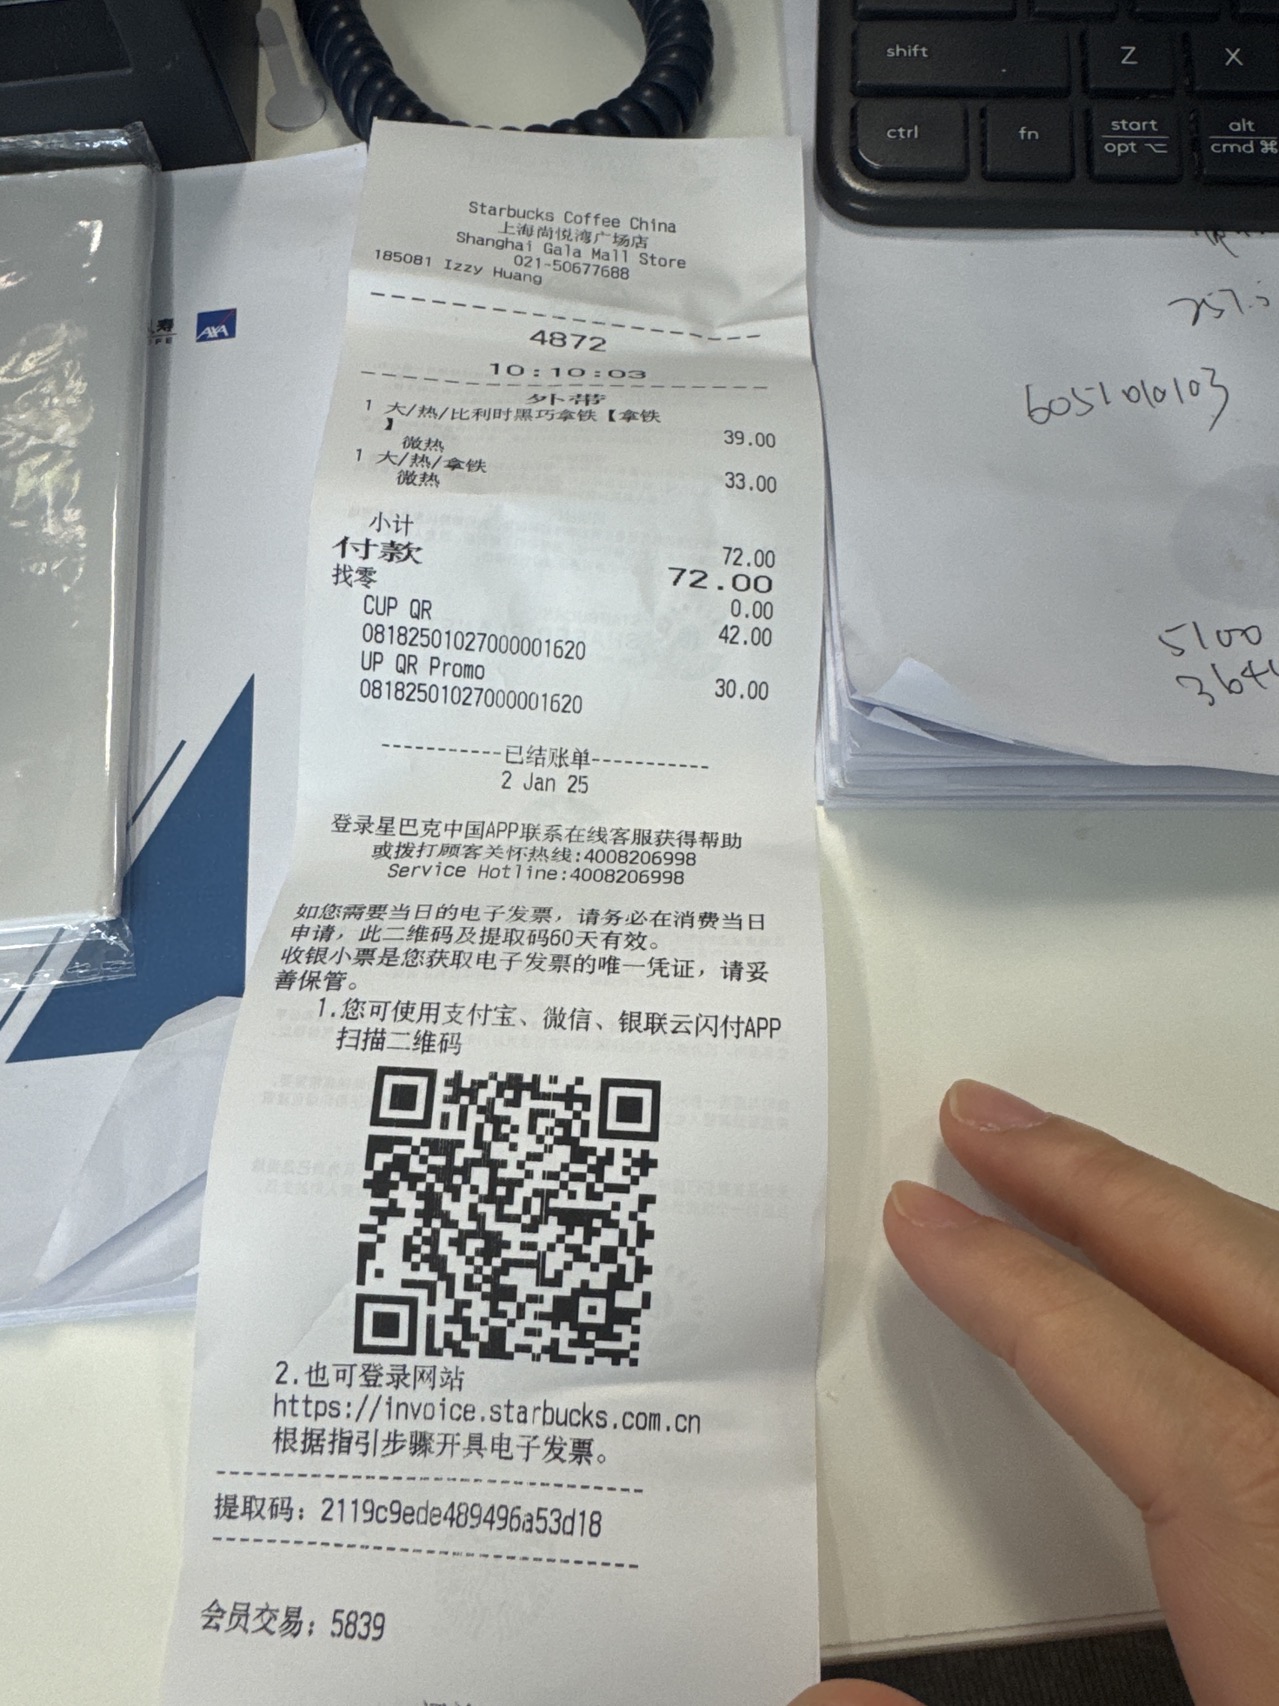 shift
Z
X
ctrl
fn
start
opt ⌥
alt
cmd ⌘
Starbucks Coffee China
上海尚悦湾广场店
Shanghai Gala Mall Store
021-50677688
185081 Izzy Huang
4872
10:10:03
外带
1 大/热/比利时黑巧拿铁【拿铁
】 39.00
微热
1 大/热/拿铁 33.00
微热
小计 72.00
付款 72.00
找零 0.00
CUP QR 42.00
08182501027000001620
UP QR Promo 30.00
08182501027000001620
-----------已结账单-----------
2 Jan 25
登录星巴克中国APP联系在线客服获得帮助
或拨打顾客关怀热线:4008206998
Service Hotline:4008206998
如您需要当日的电子发票，请务必在消费当日
申请，此二维码及提取码60天有效。
收银小票是您获取电子发票的唯一凭证，请妥
善保管。
1.您可使用支付宝、微信、银联云闪付APP
扫描二维码
2.也可登录网站
https://invoice.starbucks.com.cn
根据指引步骤开具电子发票。
提取码：2119c9ede489496a53d18
会员交易：5839
寿
AXA
6051010103
5100